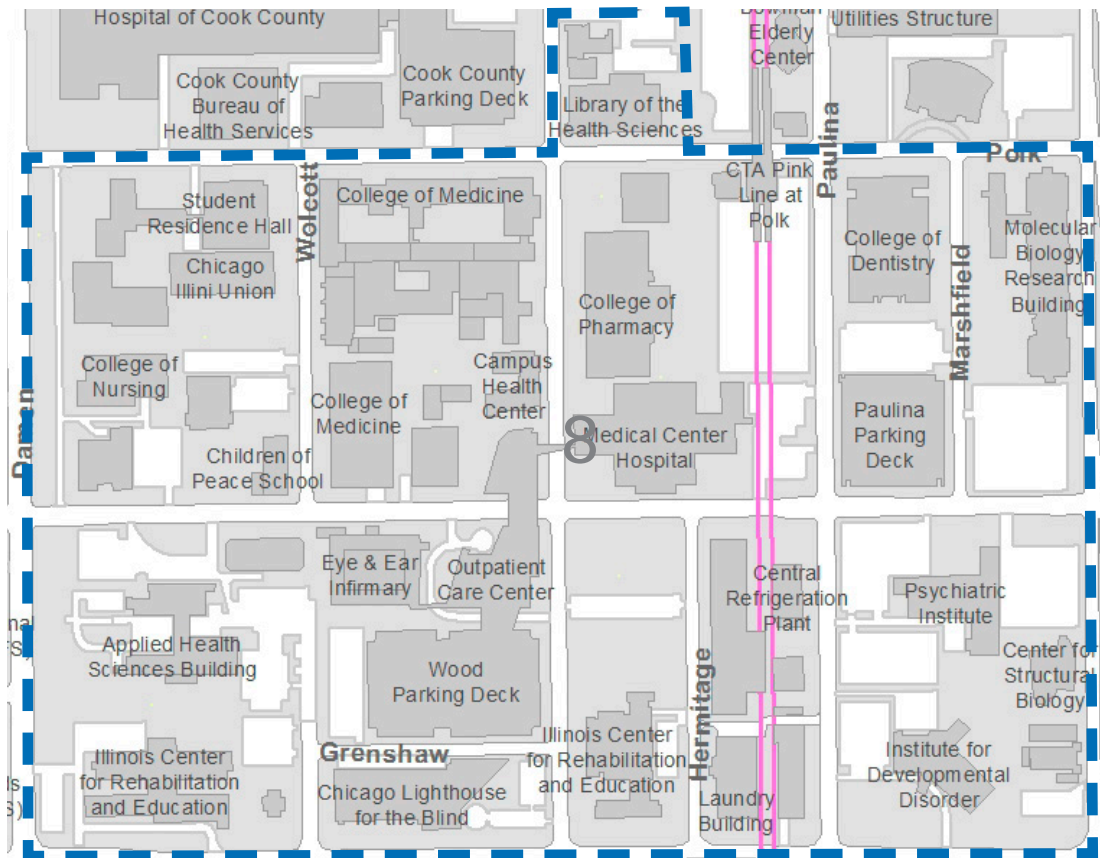 Hospital of Cook County
Bowman
Elderly
Center
Utilities Structure
Cook County
Bureau of
Health Services
Cook County
Parking Deck
Library of the
Health Sciences
Paulina
Polk
Wolcott
Student
Residence Hall
College of Medicine
CTA Pink
Line at
Polk
College of
Dentistry
Molecular
Biology
Research
Building
Chicago
Illini Union
College of
Pharmacy
Marshfield
College of
Nursing
Campus
Health
Center
College of
Medicine
Damen
8
Medical Center
Hospital
Paulina
Parking
Deck
Children of
Peace School
Eye & Ear
Infirmary
Outpatient
Care Center
Central
Refrigeration
Plant
Psychiatric
Institute
Applied Health
Sciences Building
Wood
Parking Deck
Center for
Structural
Biology
Hermitage
Grenshaw
Illinois Center
for Rehabilitation
and Education
Illinois Center
for Rehabilitation
and Education
Institute for
Developmental
Disorder
Chicago Lighthouse
for the Blind
Laundry
Building